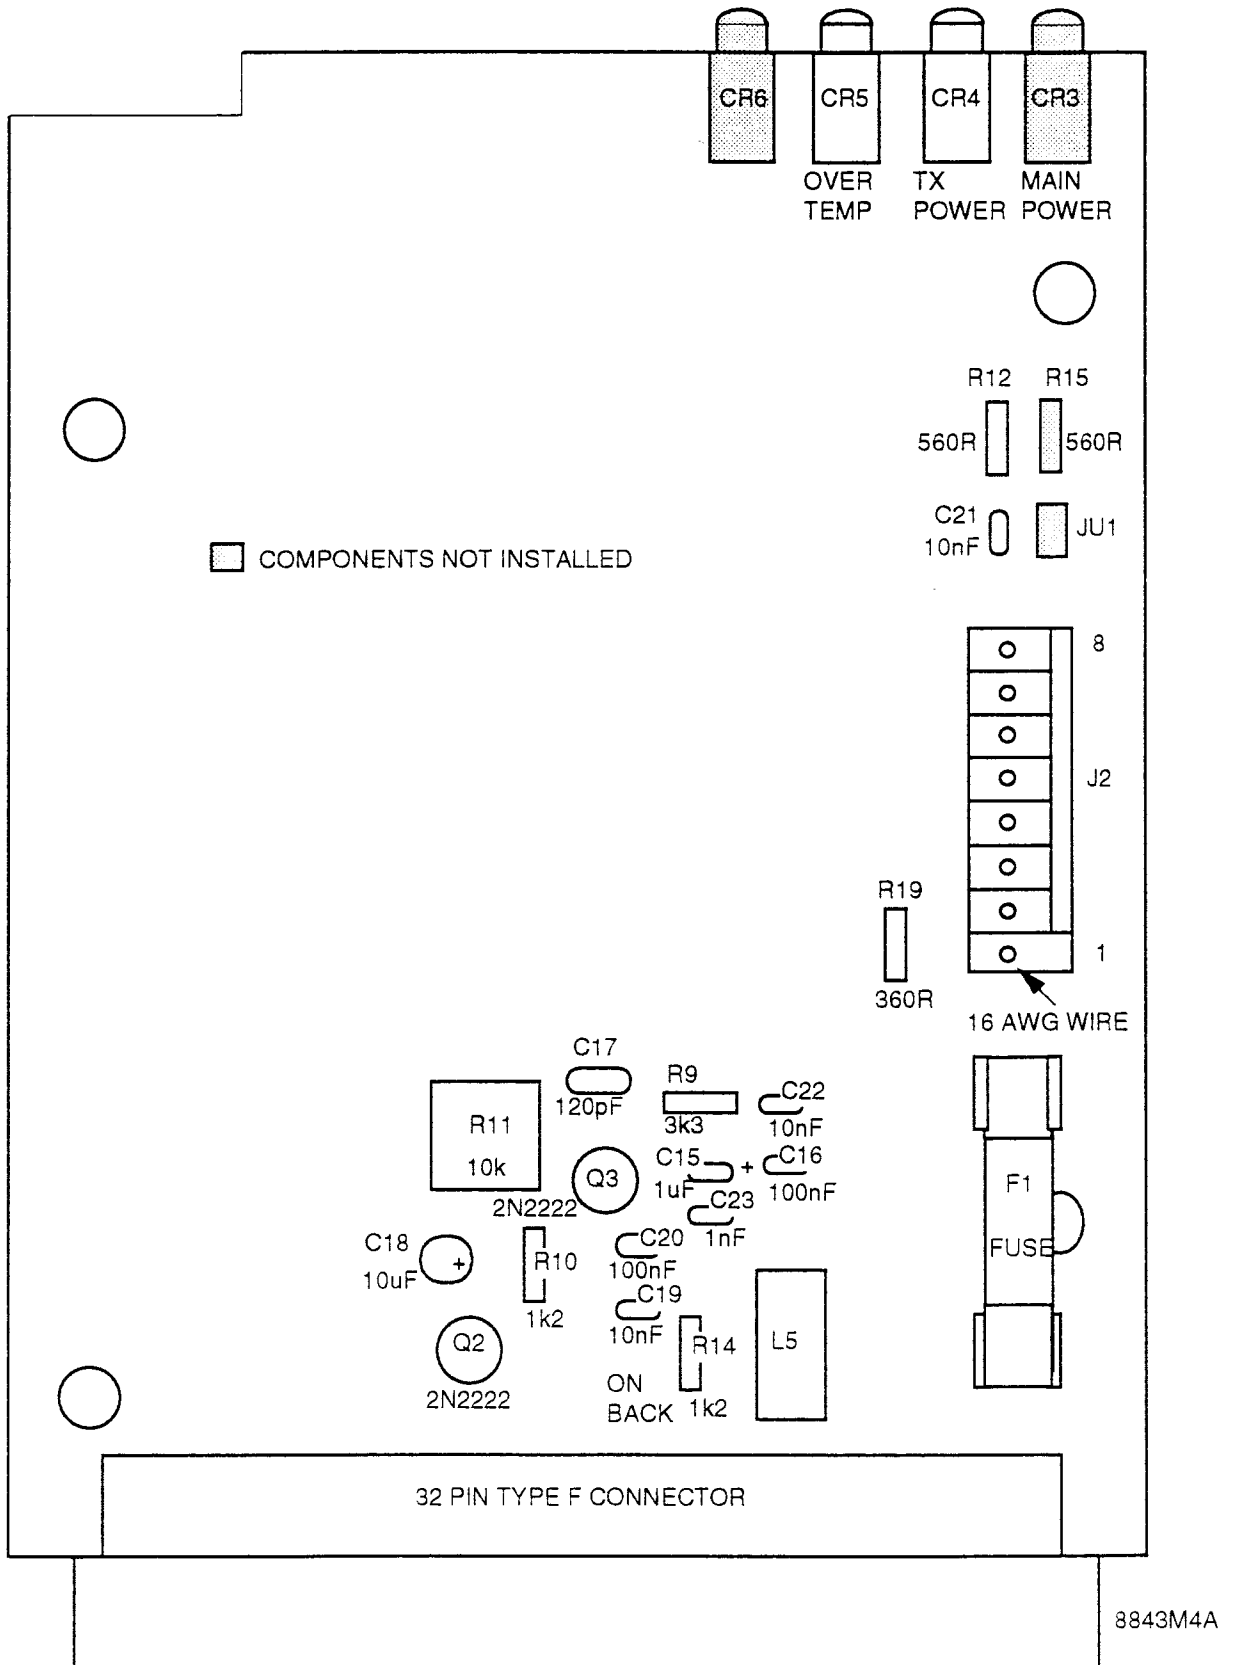 CR6 CR5 CR4 CR3
OVER TEMP
TX POWER
MAIN POWER
R12
560R
R15
560R
C21
10nF
JU1
COMPONENTS NOT INSTALLED
8
J2
1
R19
360R
16 AWG WIRE
C17
120pF
R9
3k3
C22
10nF
R11
10k
Q3
2N2222
C15
1uF
+
C16
100nF
C23
1nF
C18
10uF
+
R10
1k2
C20
100nF
C19
10nF
F1
FUSE
Q2
2N2222
R14
1k2
L5
ON
BACK
32 PIN TYPE F CONNECTOR
8843M4A